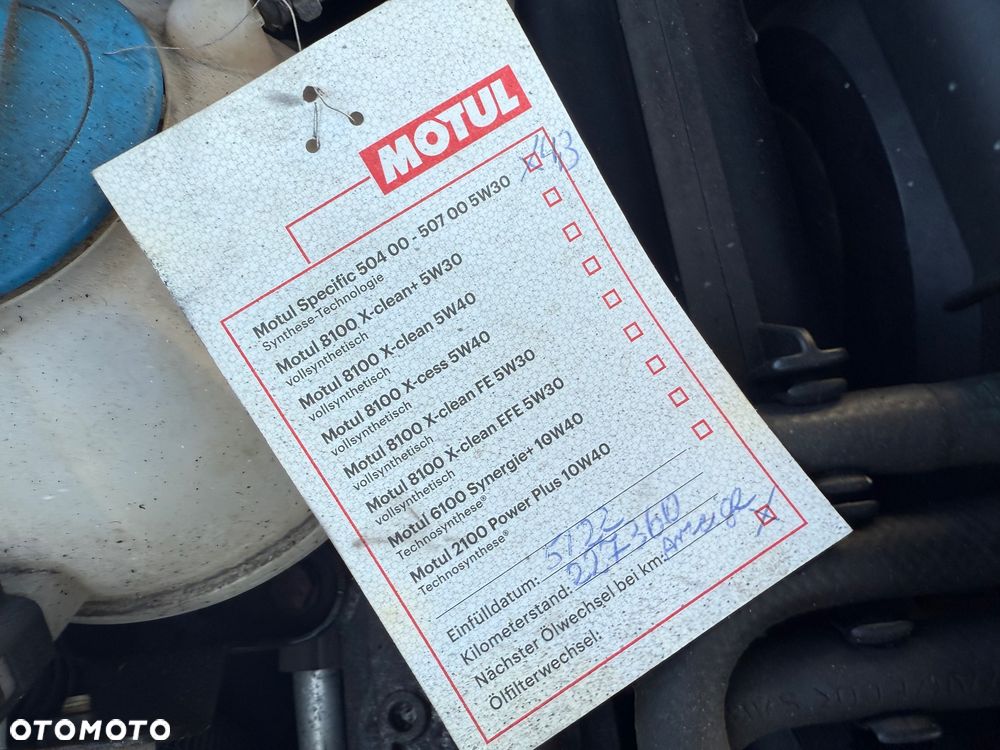 MOTUL
Motul Specific 504 00 - 507 00 5W30 4,3
Synthese-Technologie
Motul 8100 X-clean+ 5W30
vollsynthetisch
Motul 8100 X-clean 5W40
vollsynthetisch
Motul 8100 X-cess 5W40
vollsynthetisch
Motul 8100 X-clean FE 5W30
vollsynthetisch
Motul 8100 X-clean EFE 5W30
vollsynthetisch
Motul 6100 Synergie+ 10W40
Technosynthese®
Motul 2100 Power Plus 10W40
Technosynthese®
Einfülldatum: 5/22
Kilometerstand:
Nächster Ölwechsel bei km: Anzeige
Ölfilterwechsel:
OTOMOTO